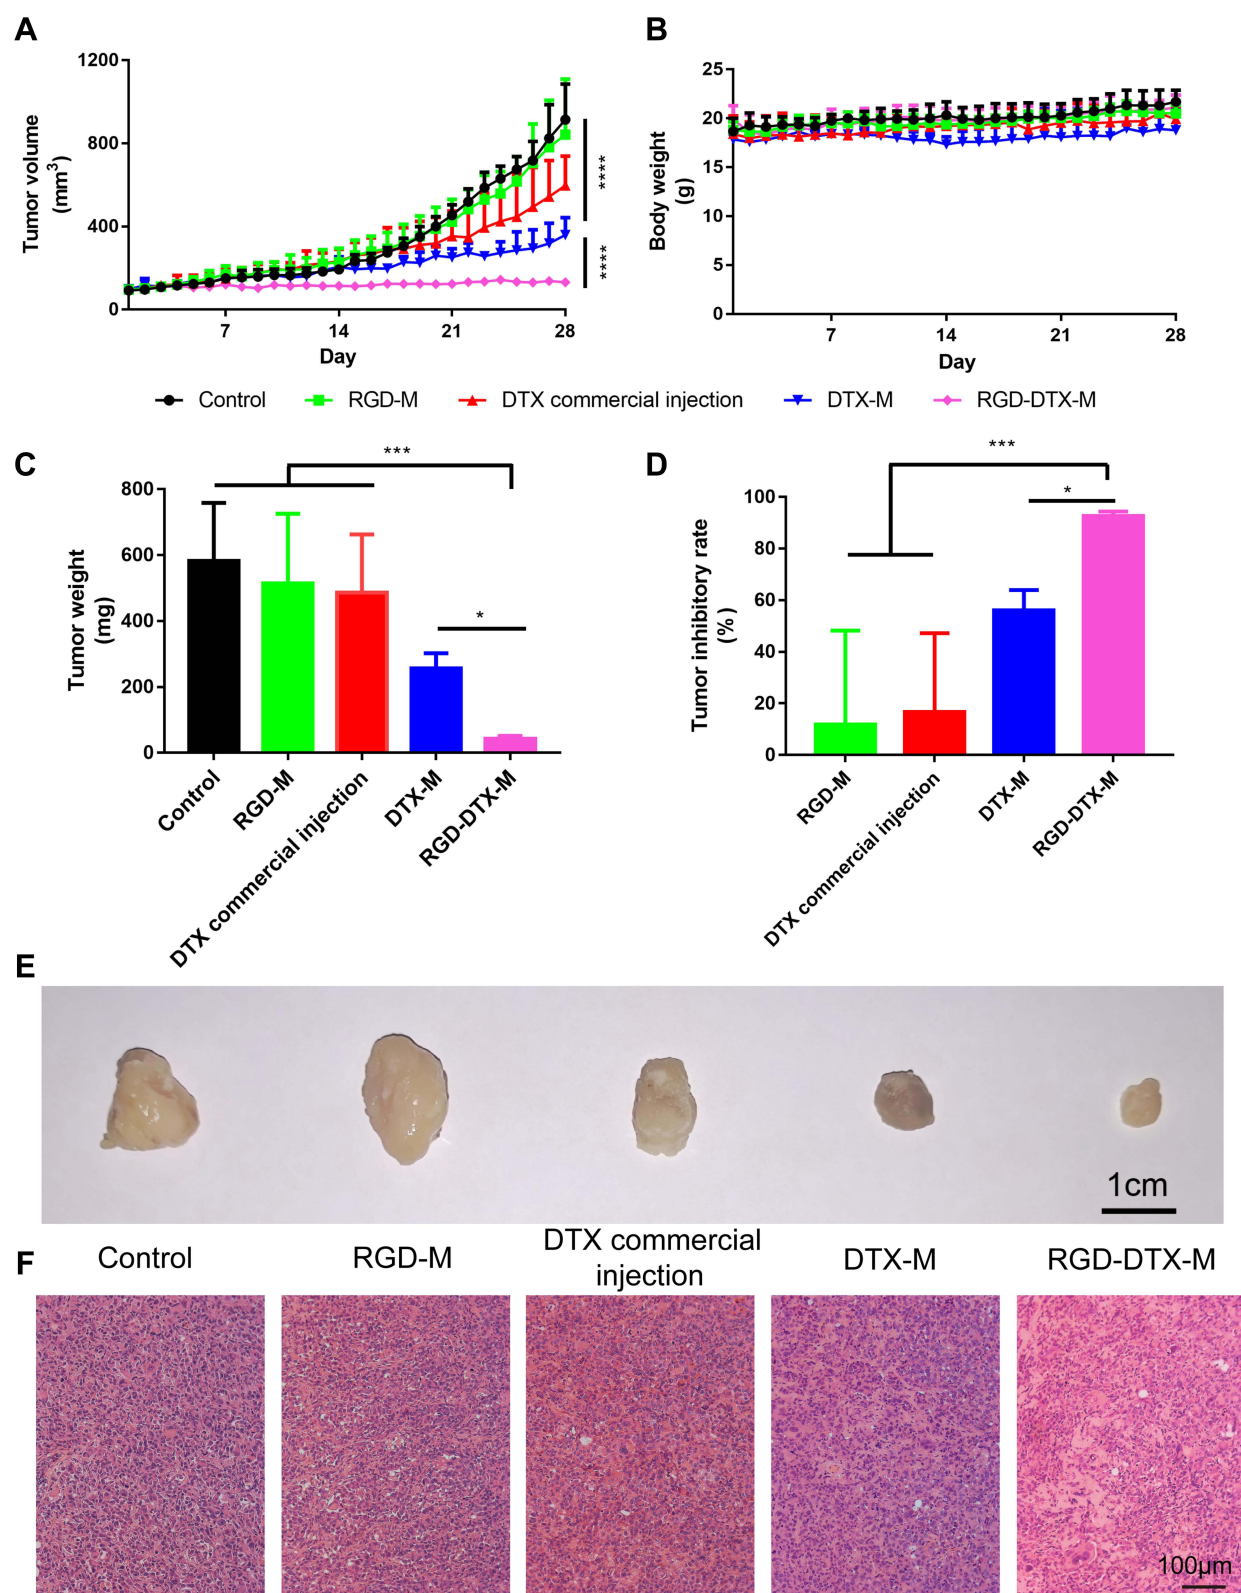 A
Tumor volume
(mm³)
1200
800
400
0
7
14
21
28
Day
****
****
B
Body weight
(g)
25
20
15
10
5
0
7
14
21
28
Day
Control
RGD-M
DTX commercial injection
DTX-M
RGD-DTX-M
C
Tumor weight
(mg)
800
600
400
200
0
***
*
Control
RGD-M
DTX commercial injection
DTX-M
RGD-DTX-M
D
Tumor inhibitory rate
(%)
100
80
60
40
20
0
***
*
RGD-M
DTX commercial injection
DTX-M
RGD-DTX-M
E
1cm
Control
RGD-M
DTX commercial
injection
DTX-M
RGD-DTX-M
F
100μm